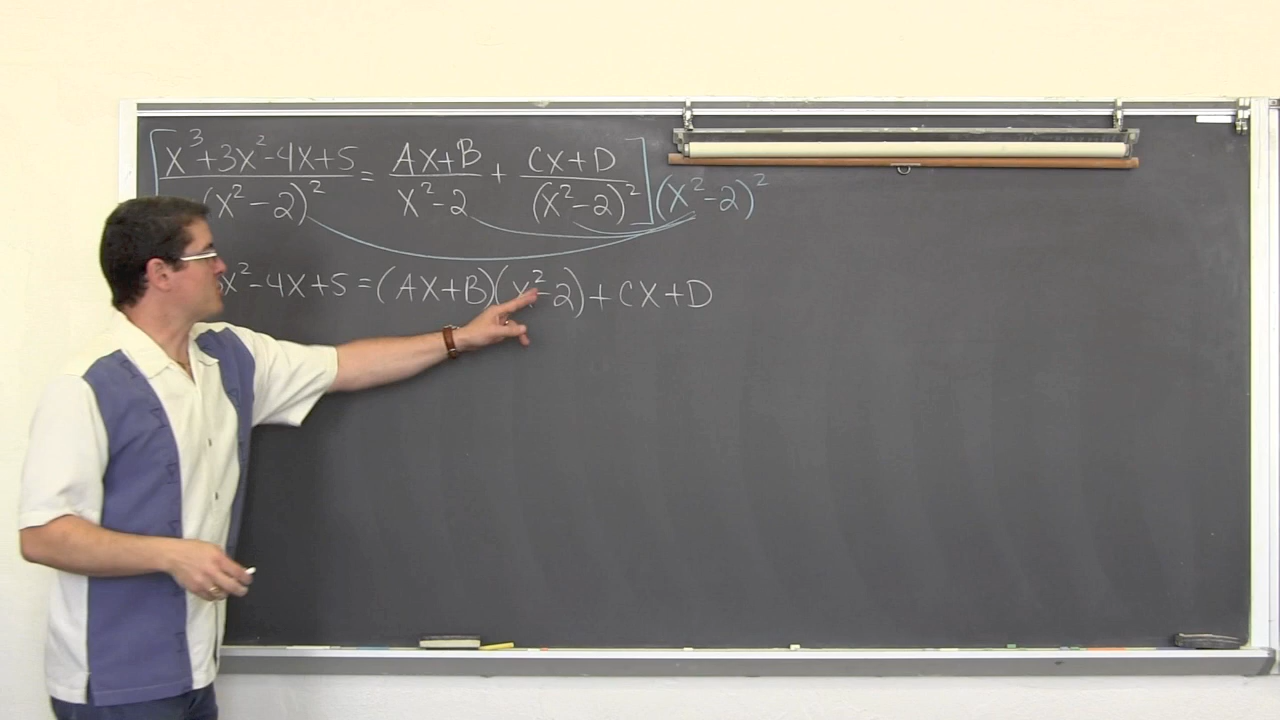 [x³+3x²-4x+5 / (x²-2)² = Ax+B / x²-2 + Cx+D / (x²-2)²](x²-2)²
x²-4x+5=(Ax+B)(x²-2)+Cx+D